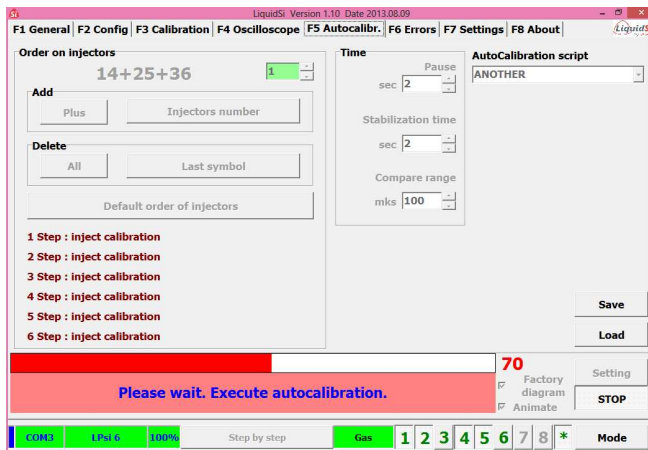 Si LiquidSi Version 1.10 Date 2013.08.09
F1 General F2 Config F3 Calibration F4 Oscilloscope F5 Autocalibr. F6 Errors F7 Settings F8 About
LiquidS
Order on injectors
14+25+36
1
Add
Plus
Injectors number
Delete
All
Last symbol
Default order of injectors
1 Step : inject calibration
2 Step : inject calibration
3 Step : inject calibration
4 Step : inject calibration
5 Step : inject calibration
6 Step : inject calibration
Time
Pause
sec 2
Stabilization time
sec 2
Compare range
mks 100
AutoCalibration script
ANOTHER
Save
Load
70
Please wait. Execute autocalibration.
Factory diagram
Animate
Setting
STOP
COM3 LPsi 6 100% Step by step Gas 1 2 3 4 5 6 7 8 * Mode